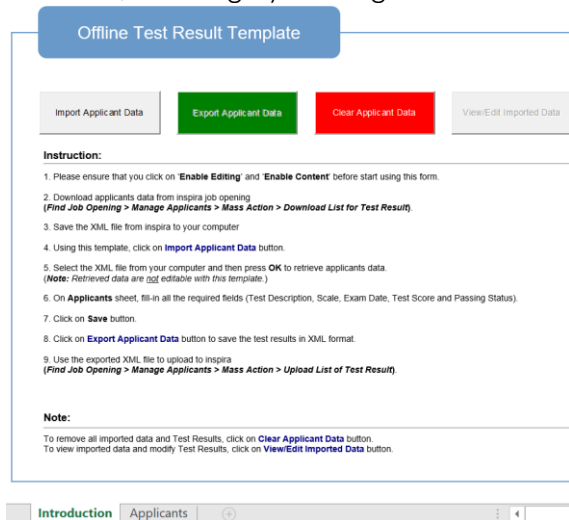 Offline Test Result Template
Import Applicant Data Export Applicant Data Clear Applicant Data View/Edit Imported Data
Instruction:
1. Please ensure that you click on 'Enable Editing' and 'Enable Content' before start using this form.
2. Download applicants data from inspira job opening
(Find Job Opening > Manage Applicants > Mass Action > Download List for Test Result).
3. Save the XML file from inspira to your computer
4. Using this template, click on Import Applicant Data button.
5. Select the XML file from your computer and then press OK to retrieve applicants data.
(Note: Retrieved data are not editable with this template.)
6. On Applicants sheet, fill-in all the required fields (Test Description, Scale, Exam Date, Test Score and Passing Status).
7. Click on Save button.
8. Click on Export Applicant Data button to save the test results in XML format.
9. Use the exported XML file to upload to inspira
(Find Job Opening > Manage Applicants > Mass Action > Upload List of Test Result).
Note:
To remove all imported data and Test Results, click on Clear Applicant Data button.
To view imported data and modify Test Results, click on View/Edit Imported Data button.
Introduction Applicants